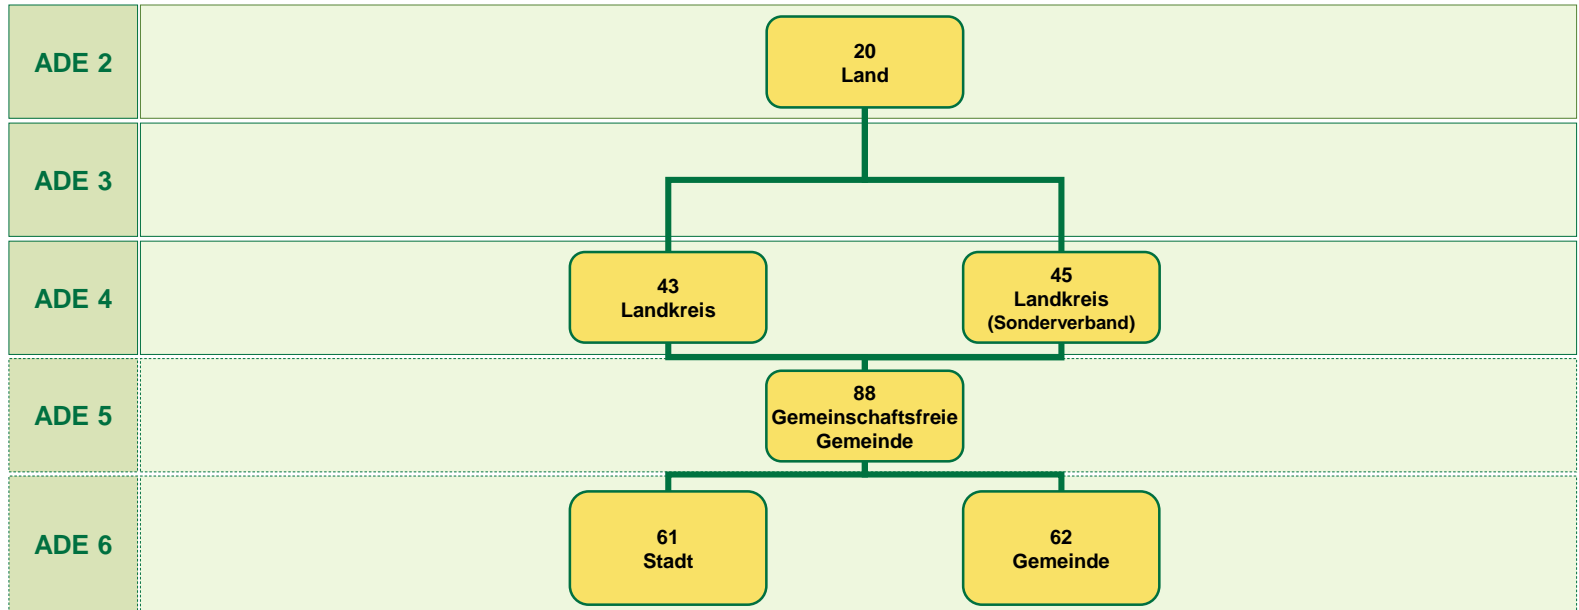 ADE 2
20
Land
ADE 3
ADE 4
43
Landkreis
45
Landkreis
(Sonderverband)
ADE 5
88
Gemeinschaftsfreie
Gemeinde
ADE 6
61
Stadt
62
Gemeinde